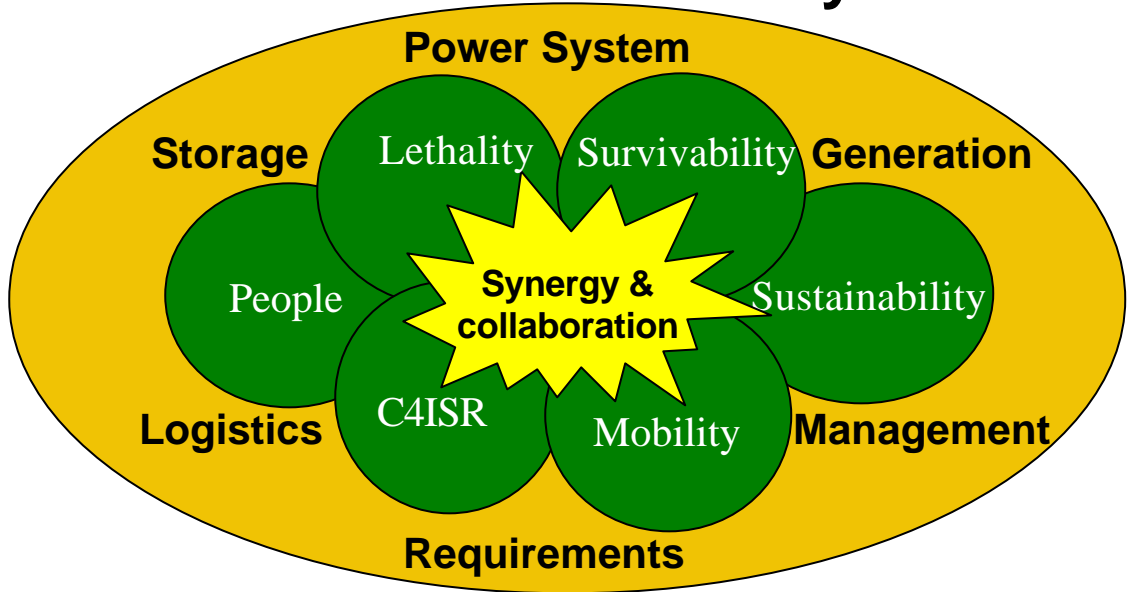 Power System
Storage
Lethality
Survivability
Generation
People
Synergy &
collaboration
Sustainability
Logistics
C4ISR
Mobility
Management
Requirements